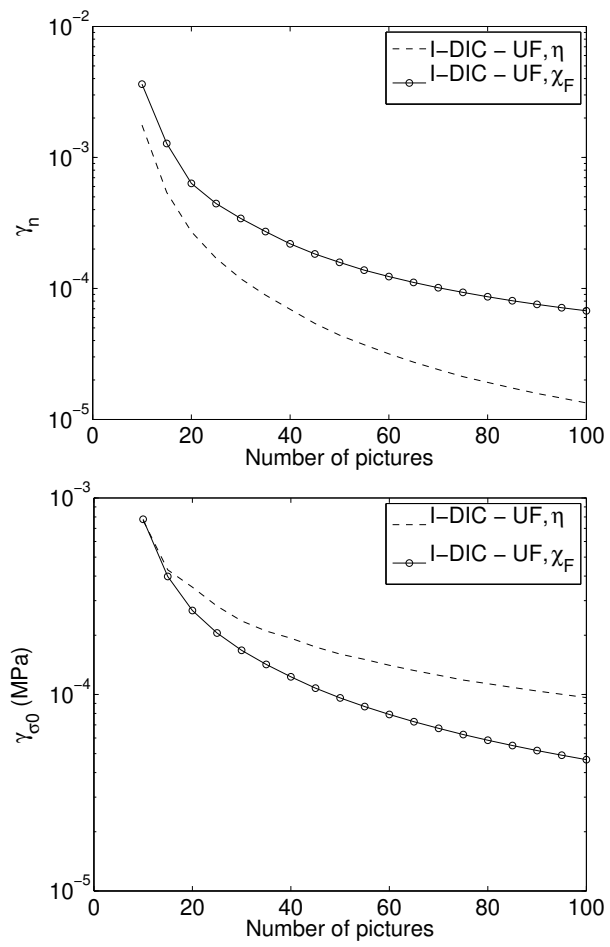 10⁻²
I−DIC − UF, η
I−DIC − UF, χ_F
10⁻³
γ_n
10⁻⁴
10⁻⁵
0 20 40 60 80 100
Number of pictures
10⁻³
I−DIC − UF, η
I−DIC − UF, χ_F
γ_σ0 (MPa)
10⁻⁴
10⁻⁵
0 20 40 60 80 100
Number of pictures